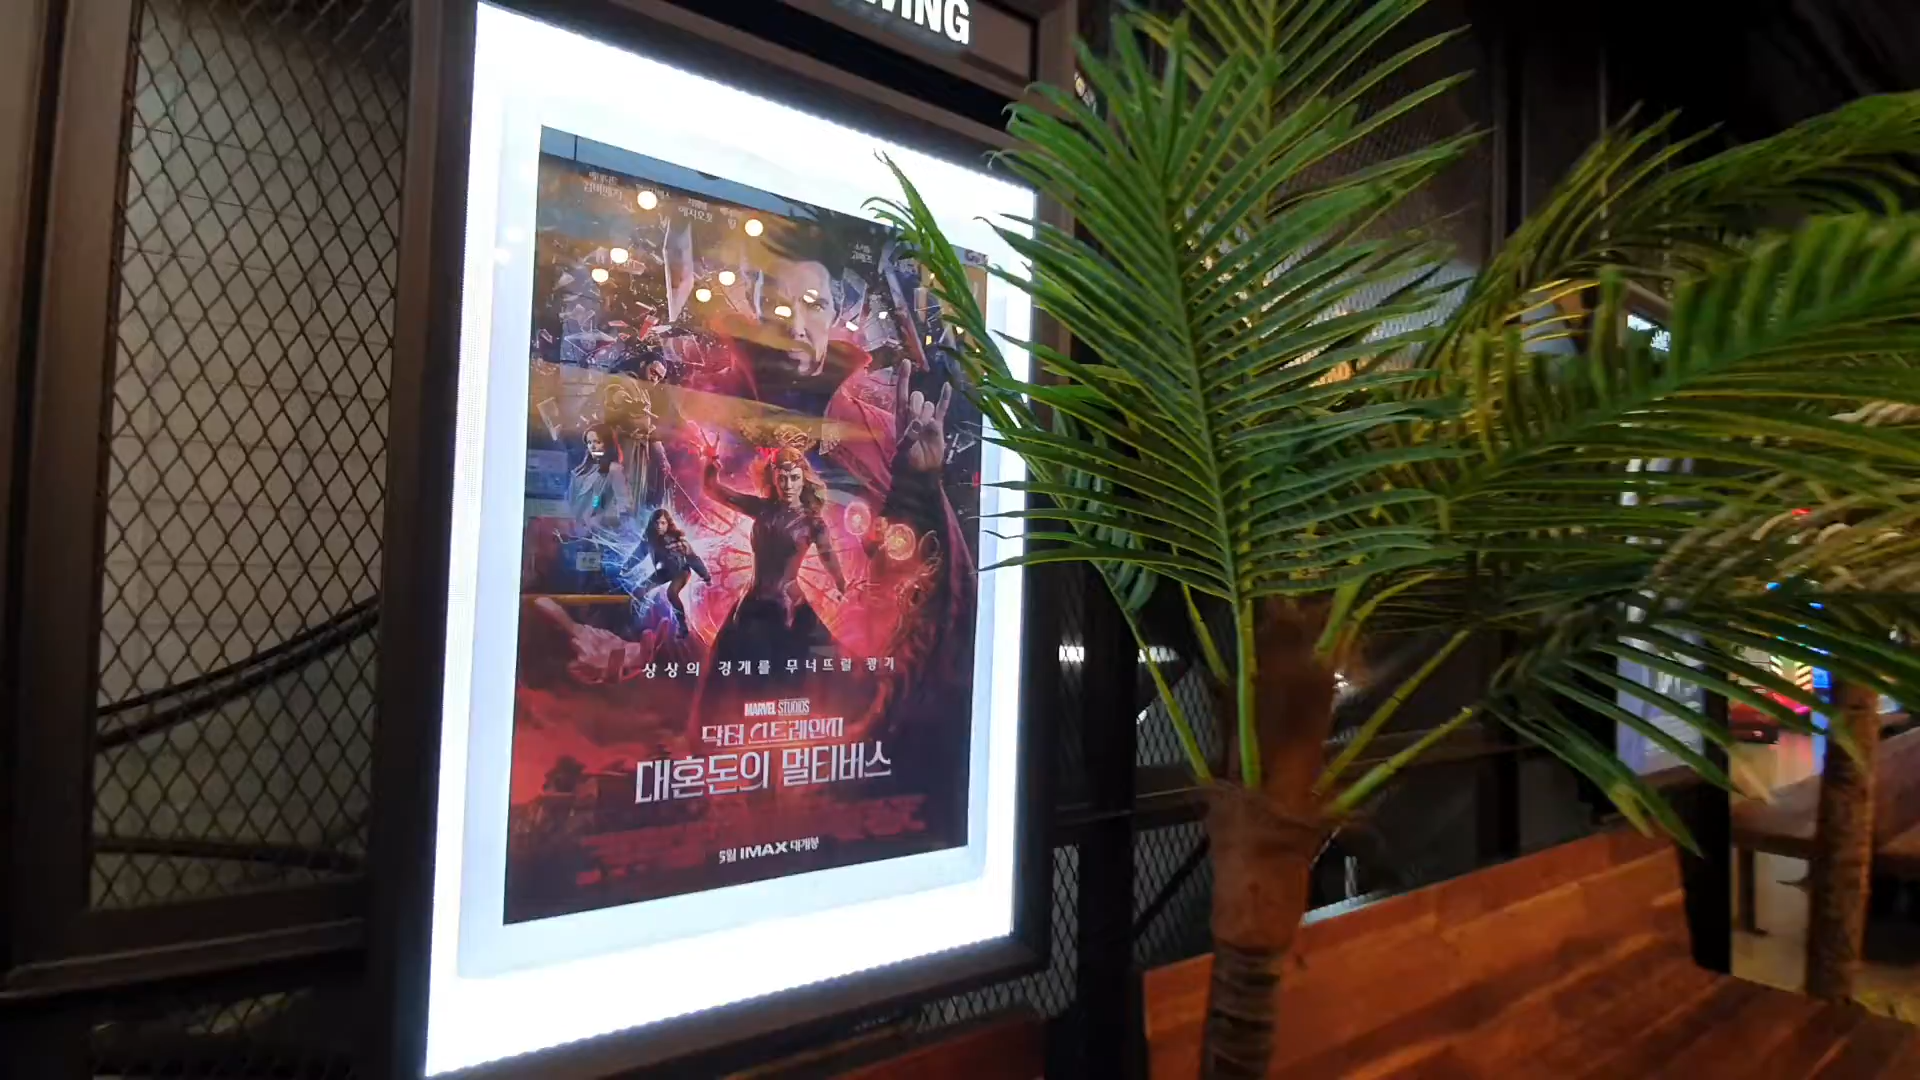 WING
상상의 경계를 무너뜨릴 광기
MARVEL STUDIOS
닥터 스트레인지
대혼돈의 멀티버스
5월 IMAX 대개봉